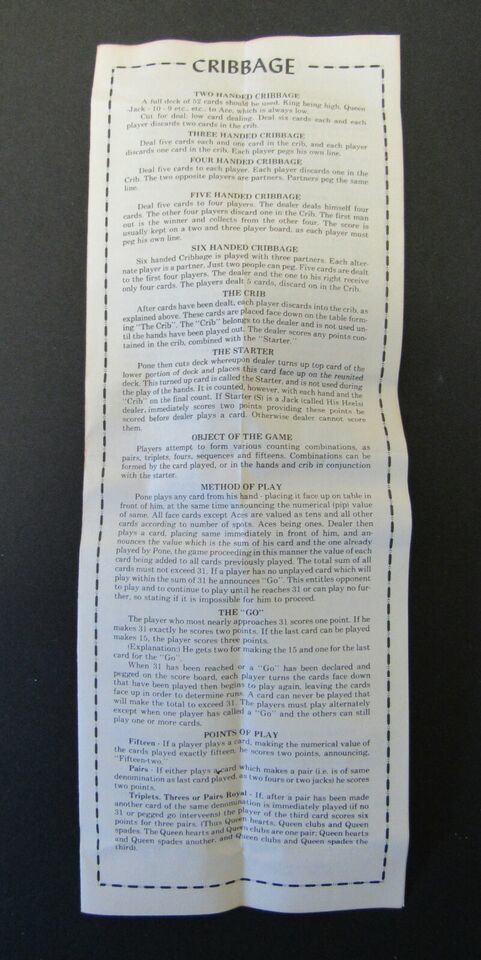 CRIBBAGE
TWO HANDED CRIBBAGE
A full deck of 52 cards should be used. King being high, Queen
Jack - 10 - 9 etc., etc., to Ace, which is always low.
Cut for deal; low card dealing. Deal six cards each and each
player discards two cards in the crib.
THREE HANDED CRIBBAGE
Deal five cards each and one card in the crib, and each player
discards one card in the Crib. Each player pegs his own line.
FOUR HANDED CRIBBAGE
Deal five cards to each player. Each player discards one in the
Crib. The two opposite players are partners. Partners peg the same
line.
FIVE HANDED CRIBBAGE
Deal five cards to four players. The dealer deals himself four
cards. The other four players discard one in the Crib. The first man
out is the winner and collects from the other four. The score is
usually kept on a two and three player board, as each player must
peg his own line.
SIX HANDED CRIBBAGE
Six handed Cribbage is played with three partners. Each alter-
nate player is a partner. Just two people can peg. Five cards are dealt
to the first four players. The dealer and the one to his right receive
only four cards. The players dealt 5 cards, discard on in the Crib.
THE CRIB
After cards have been dealt, each player discards into the crib, as
explained above. These cards are placed face down on the table form-
ing "The Crib". The "Crib" belongs to the dealer and is not used un-
til the hands have been played out. The dealer scores any points con-
tained in the crib, combined with the "Starter."
THE STARTER
Pone then cuts deck whereupon dealer turns up top card of the
lower portion of deck and places this card face up on the reunited
deck. This turned up card is called the Starter, and is not used during
the play of the hands. It is counted, however, with each hand and the
"Crib" on the final count. If Starter (S) is a Jack (called His Heels)
dealer, immediately scores two points providing these points be
scored before dealer plays a card. Otherwise dealer cannot score
them.
OBJECT OF THE GAME
Players attempt to form various counting combinations, as
pairs, triplets, fours, sequences and fifteens. Combinations can be
formed by the card played, or in the hands and crib in conjunction
with the starter.
METHOD OF PLAY
Pone plays any card from his hand - placing it face up on table in
front of him, at the same time announcing the numerical (pip) value
of same. All face cards except Aces are valued as tens and all other
cards according to number of spots. Aces being ones. Dealer then
plays a card, placing same immediately in front of him, and an-
nounces the value which is the sum of his card and the one already
played by Pone, the game proceeding in this manner the value of each
card being added to all cards previously played. The total sum of all
cards must not exceed 31. If a player has no unplayed card which will
play within the sum of 31 he announces "Go". This entitles opponent
to play and to continue to play until he reaches 31 or can play no fur-
ther, so stating if it is impossible for him to proceed.
THE "GO"
The player who most nearly approaches 31 scores one point. If he
makes 31 exactly he scores two points. If the last card can be played
makes 15, the player scores three points.
(Explanation:) He gets two for making the 15 and one for the last
card for the "Go".
When 31 has been reached or a "Go" has been declared and
pegged on the score board, each player turns the cards face down
that have been played then begins to play again, leaving the cards
face up in order to determine runs. A card can never be played that
will make the total to exceed 31. The players must play alternately
except when one player has called a "Go" and the others can still
play one or more cards.
POINTS OF PLAY
Fifteen - If a player plays a card, making the numerical value of
the cards played exactly fifteen, he scores two points, announcing,
"Fifteen-two."
Pairs - If either plays a card which makes a pair (i.e. is of same
denomination as last card played, as two fours or two jacks) he scores
two points.
Triplets, Threes or Pairs Royal - If, after a pair has been made
another card of the same denomination is immediately played (if no
31 or pegged go intervenes) the player of the third card scores six
points for three pairs. (Thus Queen hearts, Queen clubs and Queen
spades. The Queen hearts and Queen clubs are one pair; Queen hearts
and Queen spades another, and Queen clubs and Queen spades the
third).